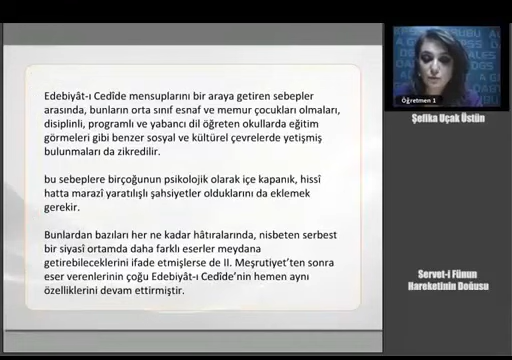 Edebiyât-ı Cedîde mensuplarını bir araya getiren sebepler
arasında, bunların orta sınıf esnaf ve memur çocukları olmaları,
disiplinli, programlı ve yabancı dil öğreten okullarda eğitim
görmeleri gibi benzer sosyal ve kültürel çevrelerde yetişmiş
bulunmaları da zikredilir.
bu sebeplere birçoğunun psikolojik olarak içe kapanık, hissî
hatta marazî yaratılışlı şahsiyetler olduklarını da eklemek
gerekir.
Bunlardan bazıları her ne kadar hâtıralarında, nisbeten serbest
bir siyasî ortamda daha farklı eserler meydana
getirebileceklerini ifade etmişlerse de II. Meşrutiyet'ten sonra
eser verenlerinin çoğu Edebiyât-ı Cedîde'nin hemen aynı
özelliklerini devam ettirmiştir.
Öğretmen 1
Şefika Uçak Üstün
Servet-i Fünun
Hareketinin Doğusu